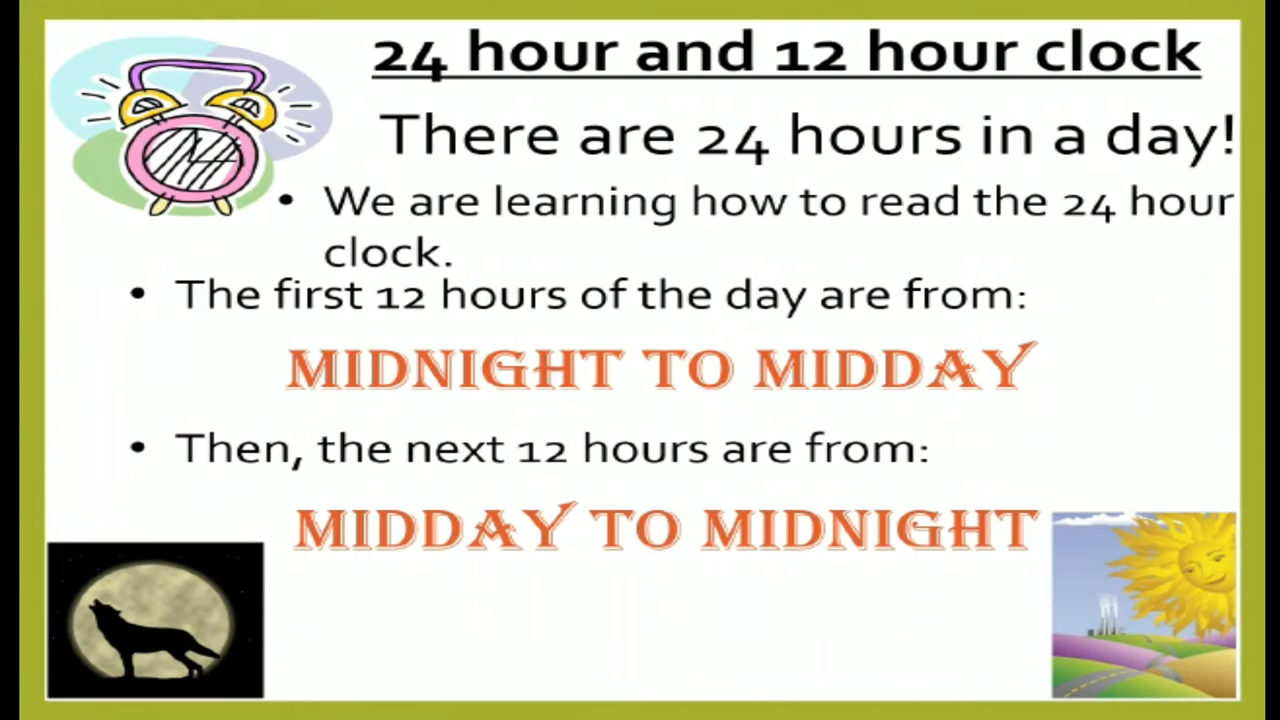 24 hour and 12 hour clock
There are 24 hours in a day!
• We are learning how to read the 24 hour
clock.
• The first 12 hours of the day are from:
MIDNIGHT TO MIDDAY
• Then, the next 12 hours are from:
MIDDAY TO MIDNIGHT